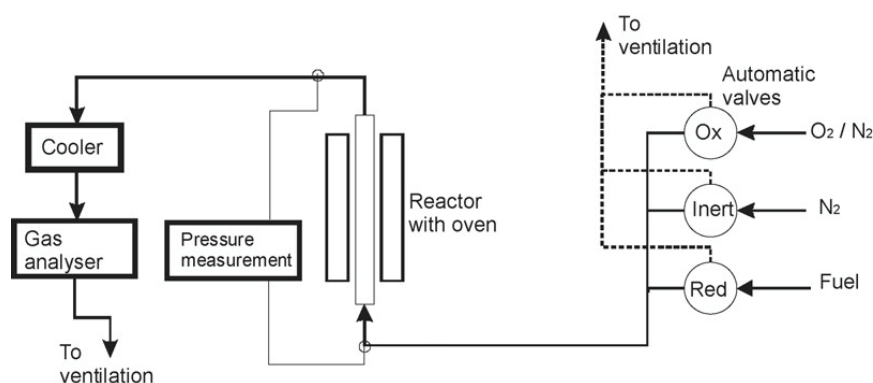 To
ventilation
Automatic
valves
Ox
O₂ / N₂
Cooler
Inert
N₂
Reactor
with oven
Gas
analyser
Pressure
measurement
Red
Fuel
To
ventilation